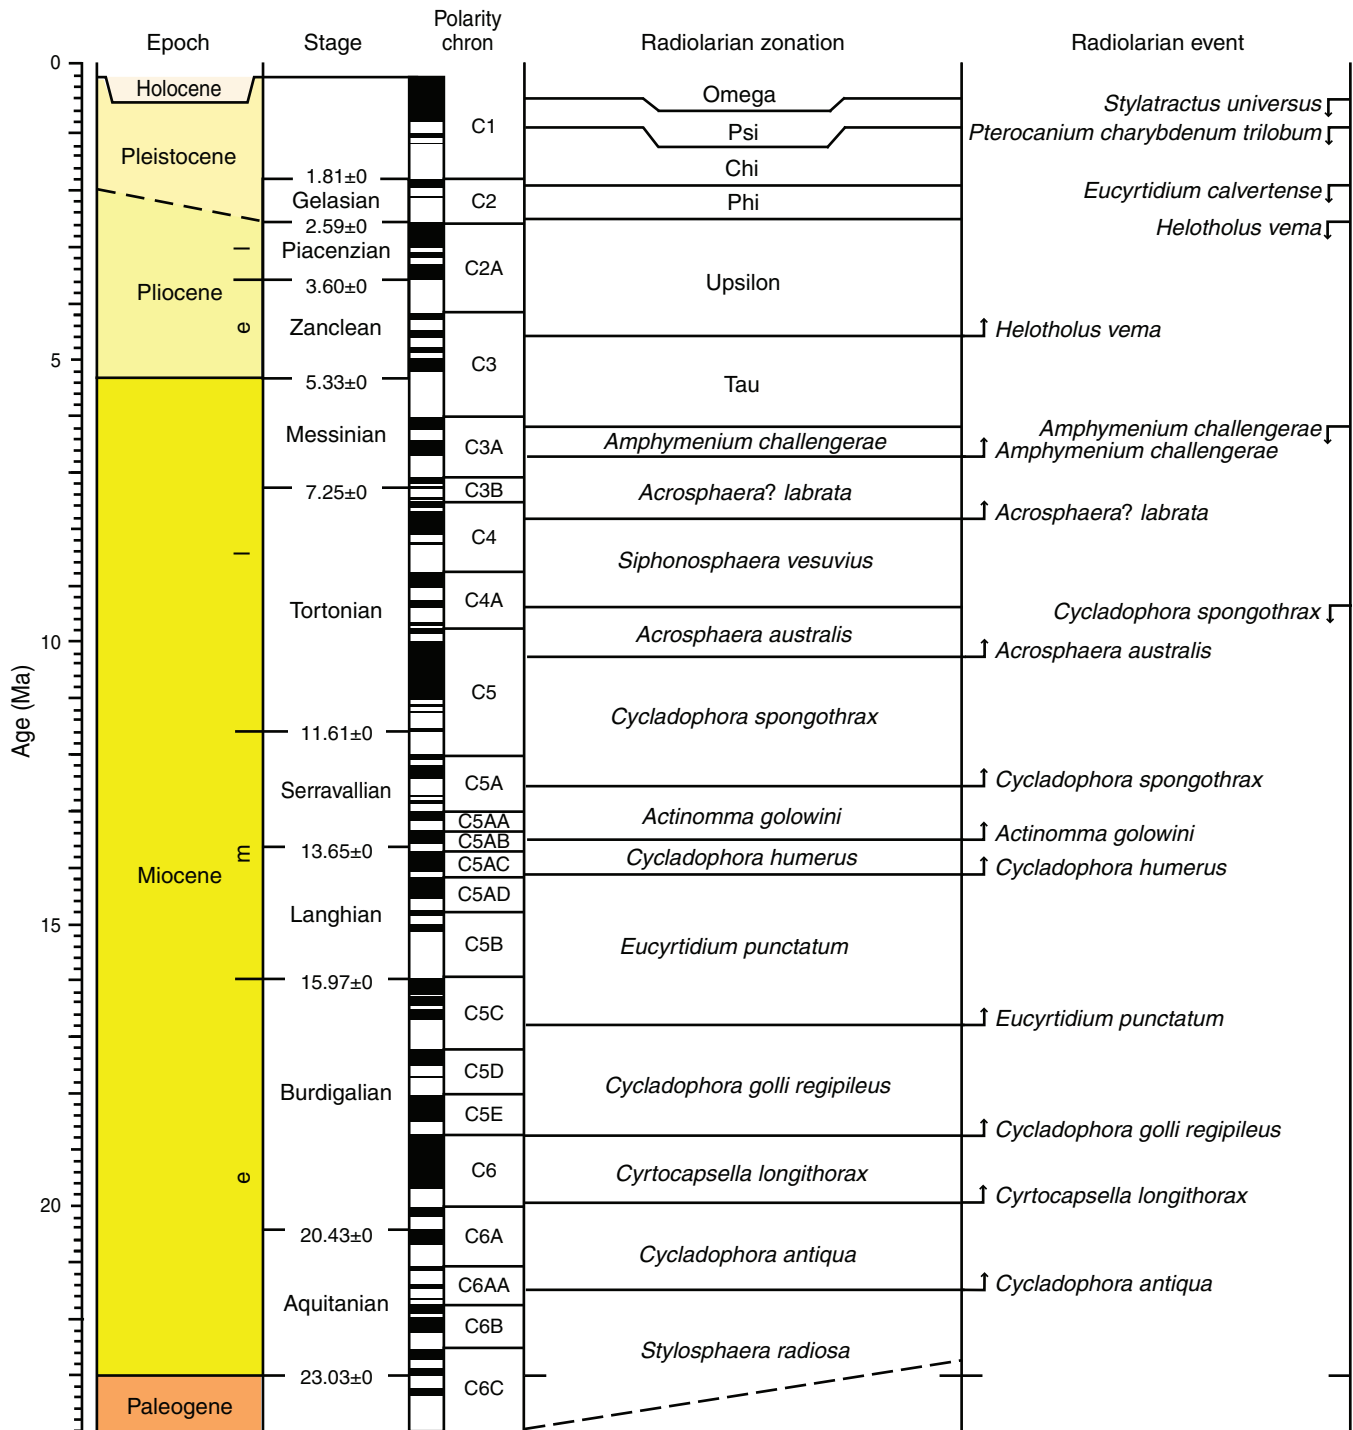 Polarity
Epoch Stage chron Radiolarian zonation Radiolarian event
0
Holocene
Omega
Stylatractus universus
C1
Psi
Pterocanium charybdenum trilobum
Pleistocene
Chi
1.81±0
Eucyrtidium calvertense
Gelasian
C2
Phi
2.59±0
Helotholus vema
Piacenzian
l
C2A
Upsilon
3.60±0
Pliocene
e
Zanclean
Helotholus vema
5
C3
5.33±0
Tau
Messinian
Amphymenium challengerae
C3A
Amphymenium challengerae
Amphymenium challengerae
7.25±0
C3B
Acrosphaera? labrata
Acrosphaera? labrata
C4
l
Siphonosphaera vesuvius
C4A
Tortonian
Cycladophora spongothrax
10
Acrosphaera australis
Acrosphaera australis
C5
Age (Ma)
Cycladophora spongothrax
11.61±0
C5A
Cycladophora spongothrax
Serravallian
C5AA
Actinomma golowini
C5AB
Actinomma golowini
13.65±0
m
C5AC
Cycladophora humerus
Cycladophora humerus
Miocene
C5AD
Langhian
15
C5B
Eucyrtidium punctatum
15.97±0
C5C
Eucyrtidium punctatum
C5D
Burdigalian
Cycladophora golli regipileus
C5E
Cycladophora golli regipileus
e
C6
Cyrtocapsella longithorax
Cyrtocapsella longithorax
20
20.43±0
C6A
Cycladophora antiqua
C6AA
Cycladophora antiqua
Aquitanian
C6B
Stylosphaera radiosa
23.03±0
C6C
Paleogene